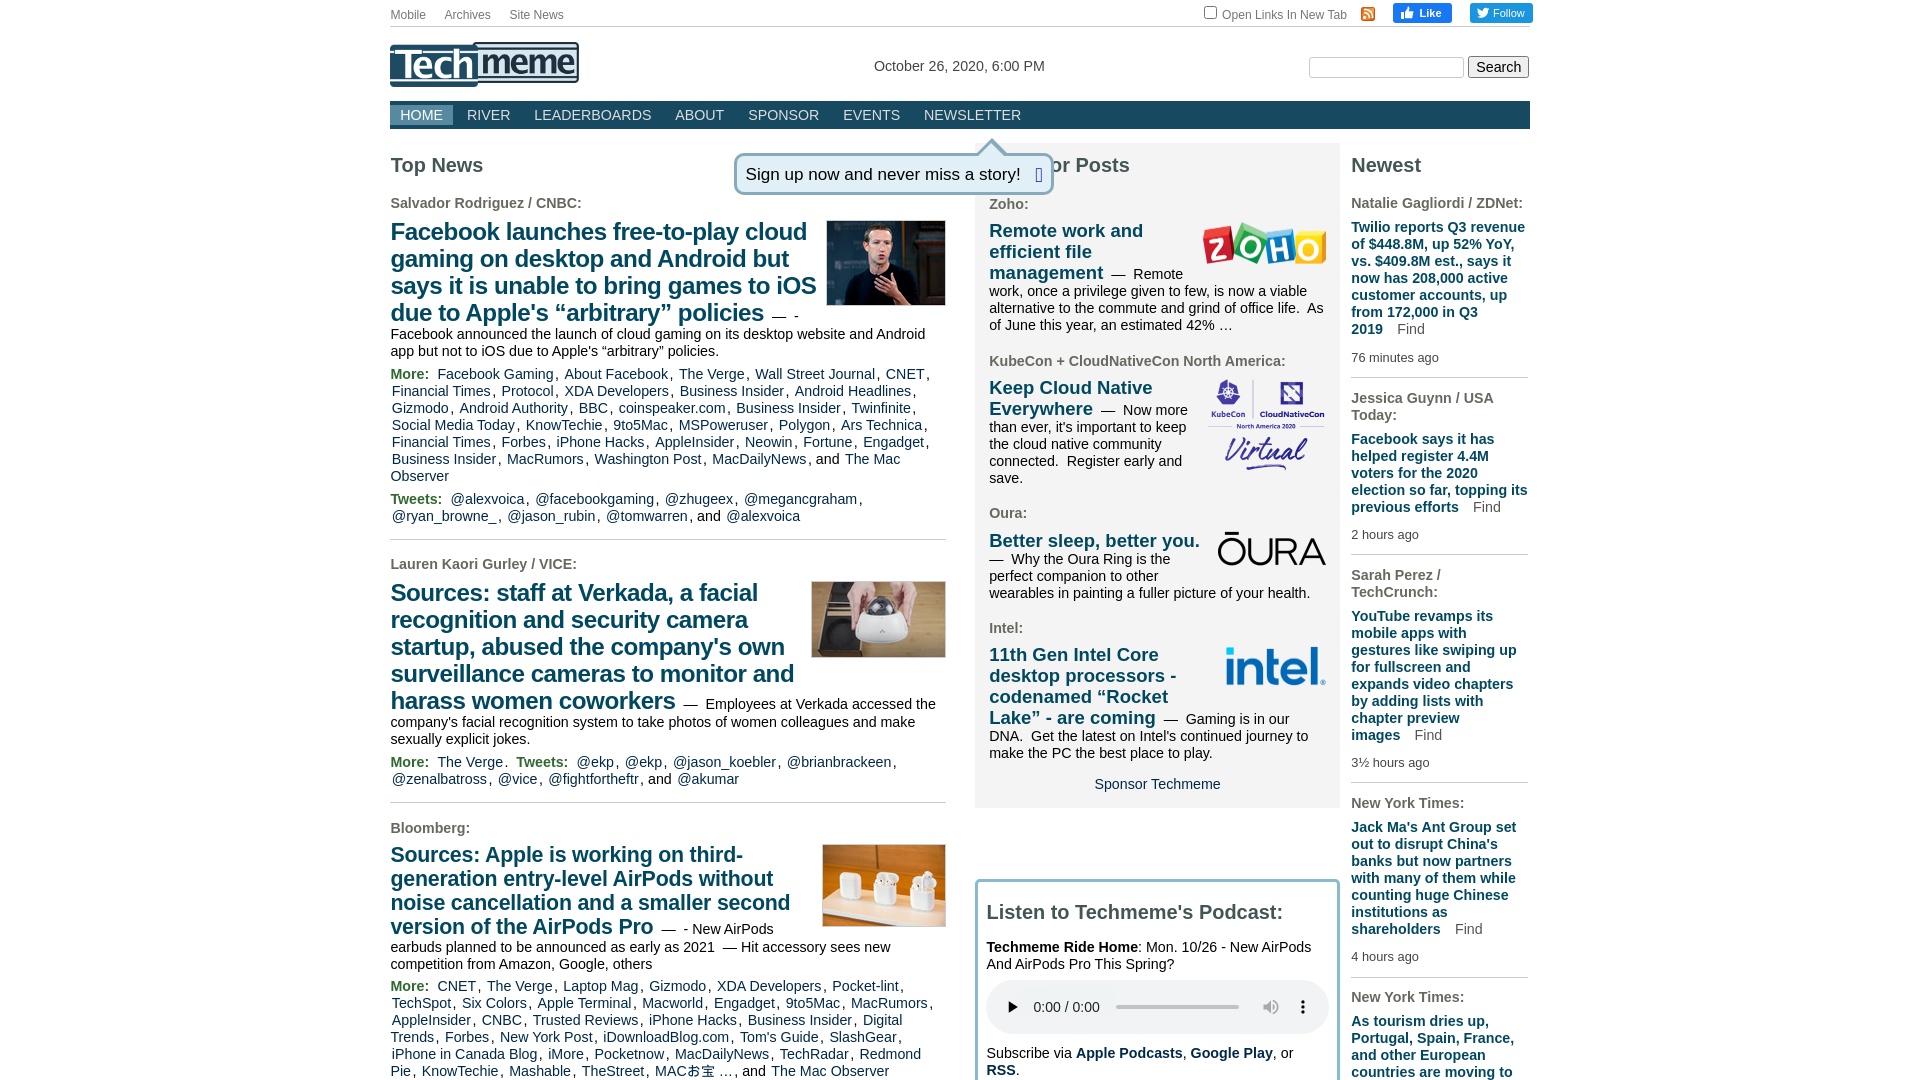 Mobile Archives Site News
Open Links In New Tab
Like
Follow
Techmeme
October 26, 2020, 6:00 PM
Search
HOME RIVER LEADERBOARDS ABOUT SPONSOR EVENTS NEWSLETTER
Sign up now and never miss a story!
Top News
Salvador Rodriguez / CNBC:
Facebook launches free-to-play cloud
gaming on desktop and Android but
says it is unable to bring games to iOS
due to Apple's “arbitrary” policies — -
Facebook announced the launch of cloud gaming on its desktop website and Android
app but not to iOS due to Apple's “arbitrary” policies.
More: Facebook Gaming, About Facebook, The Verge, Wall Street Journal, CNET,
Financial Times, Protocol, XDA Developers, Business Insider, Android Headlines,
Gizmodo, Android Authority, BBC, coinspeaker.com, Business Insider, Twinfinite,
Social Media Today, KnowTechie, 9to5Mac, MSPoweruser, Polygon, Ars Technica,
Financial Times, Forbes, iPhone Hacks, AppleInsider, Neowin, Fortune, Engadget,
Business Insider, MacRumors, Washington Post, MacDailyNews, and The Mac
Observer
Tweets: @alexvoica, @facebookgaming, @zhugeex, @megancgraham,
@ryan_browne_, @jason_rubin, @tomwarren, and @alexvoica
Lauren Kaori Gurley / VICE:
Sources: staff at Verkada, a facial
recognition and security camera
startup, abused the company's own
surveillance cameras to monitor and
harass women coworkers — Employees at Verkada accessed the
company's facial recognition system to take photos of women colleagues and make
sexually explicit jokes.
More: The Verge. Tweets: @ekp, @ekp, @jason_koebler, @brianbrackeen,
@zenalbatross, @vice, @fightfortheftr, and @akumar
Bloomberg:
Sources: Apple is working on third-
generation entry-level AirPods without
noise cancellation and a smaller second
version of the AirPods Pro — - New AirPods
earbuds planned to be announced as early as 2021 — Hit accessory sees new
competition from Amazon, Google, others
More: CNET, The Verge, Laptop Mag, Gizmodo, XDA Developers, Pocket-lint,
TechSpot, Six Colors, Apple Terminal, Macworld, Engadget, 9to5Mac, MacRumors,
AppleInsider, CNBC, Trusted Reviews, iPhone Hacks, Business Insider, Digital
Trends, Forbes, New York Post, iDownloadBlog.com, Tom's Guide, SlashGear,
iPhone in Canada Blog, iMore, Pocketnow, MacDailyNews, TechRadar, Redmond
Pie, KnowTechie, Mashable, TheStreet, MACお宝 …, and The Mac Observer
or Posts
Zoho:
ZOHO
Remote work and
efficient file
management — Remote
work, once a privilege given to few, is now a viable
alternative to the commute and grind of office life. As
of June this year, an estimated 42% …
KubeCon + CloudNativeCon North America:
KubeCon CloudNativeCon
North America 2020
Virtual
Keep Cloud Native
Everywhere — Now more
than ever, it's important to keep
the cloud native community
connected. Register early and
save.
Oura:
ŌURA
Better sleep, better you.
— Why the Oura Ring is the
perfect companion to other
wearables in painting a fuller picture of your health.
Intel:
intel.
11th Gen Intel Core
desktop processors -
codenamed “Rocket
Lake” - are coming — Gaming is in our
DNA. Get the latest on Intel's continued journey to
make the PC the best place to play.
Sponsor Techmeme
Listen to Techmeme's Podcast:
Techmeme Ride Home: Mon. 10/26 - New AirPods
And AirPods Pro This Spring?
0:00 / 0:00
Subscribe via Apple Podcasts, Google Play, or
RSS.
Newest
Natalie Gagliordi / ZDNet:
Twilio reports Q3 revenue
of $448.8M, up 52% YoY,
vs. $409.8M est., says it
now has 208,000 active
customer accounts, up
from 172,000 in Q3
2019 Find
76 minutes ago
Jessica Guynn / USA
Today:
Facebook says it has
helped register 4.4M
voters for the 2020
election so far, topping its
previous efforts Find
2 hours ago
Sarah Perez /
TechCrunch:
YouTube revamps its
mobile apps with
gestures like swiping up
for fullscreen and
expands video chapters
by adding lists with
chapter preview
images Find
3½ hours ago
New York Times:
Jack Ma's Ant Group set
out to disrupt China's
banks but now partners
with many of them while
counting huge Chinese
institutions as
shareholders Find
4 hours ago
New York Times:
As tourism dries up,
Portugal, Spain, France,
and other European
countries are moving to